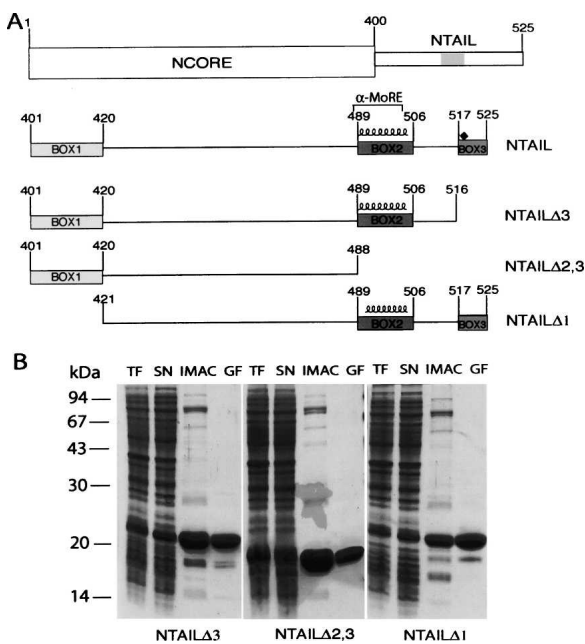 A
1 400 525
NTAIL
NCORE
α-MoRE
401 420 489 506 517 525
BOX1 BOX2 BOX3 NTAIL
401 420 489 506 516
BOX1 BOX2 NTAILΔ3
401 420 488
BOX1 NTAILΔ2,3
421 489 506 517 525
BOX2 BOX3 NTAILΔ1
B
kDa TF SN IMAC GF TF SN IMAC GF TF SN IMAC GF
94
67
43
30
20
14
NTAILΔ3 NTAILΔ2,3 NTAILΔ1